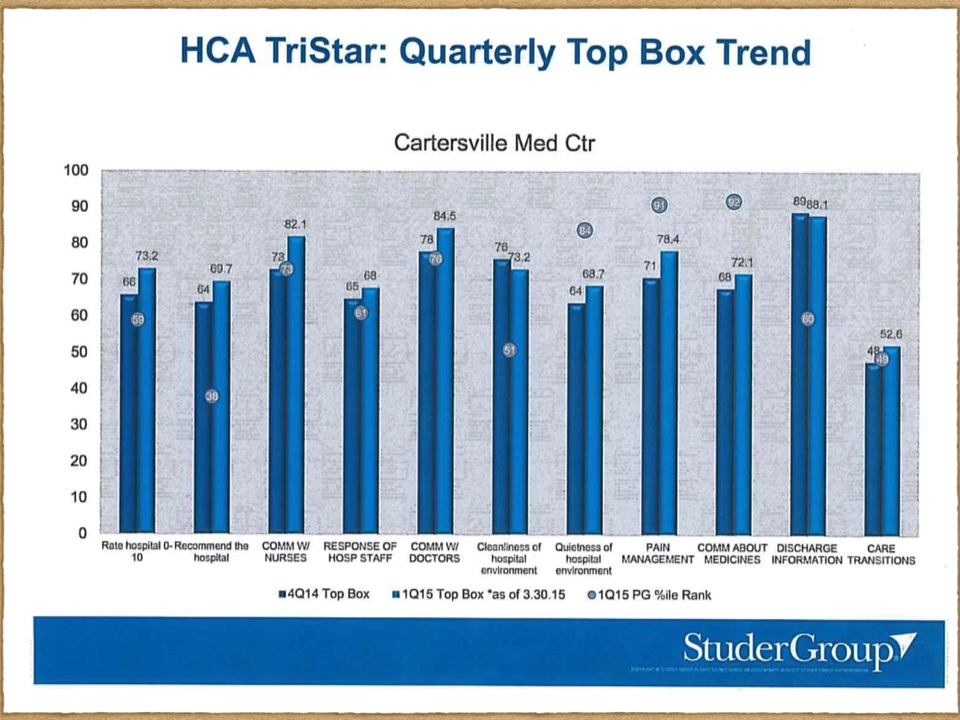 HCA TriStar: Quarterly Top Box Trend
Cartersville Med Ctr
100
90
80
70
60
50
40
30
20
10
0
66 73.2 59
64 69.7 38
73 82.1 73
65 68 61
78 84.5 76
76 73.2 51
64 68.7 84
71 78.4 91
68 72.1 92
89 88.1 60
48 52.6 49
Rate hospital 0-10
Recommend the hospital
COMM W/ NURSES
RESPONSE OF HOSP STAFF
COMM W/ DOCTORS
Cleanliness of hospital environment
Quietness of hospital environment
PAIN MANAGEMENT
COMM ABOUT MEDICINES
DISCHARGE INFORMATION
CARE TRANSITIONS
4Q14 Top Box 1Q15 Top Box *as of 3.30.15 1Q15 PG %ile Rank
StuderGroup